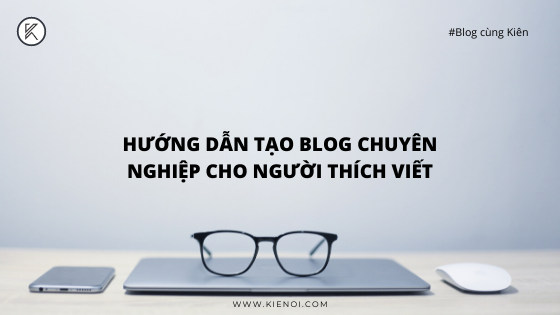 #Blog cùng Kiên
HƯỚNG DẪN TẠO BLOG CHUYÊN
NGHIỆP CHO NGƯỜI THÍCH VIẾT
WWW.KIENOI.COM